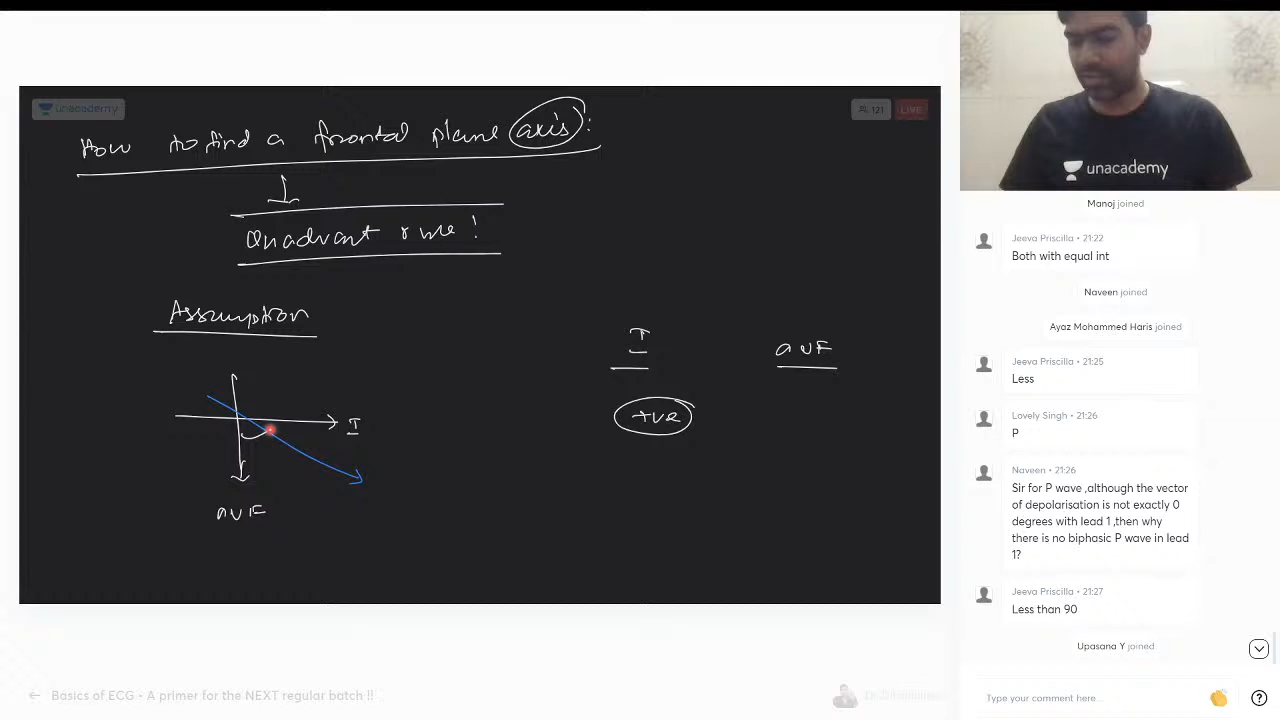 unacademy
121
LIVE
How to find a frontal plane axis:
Quadrant rule!
Assumption
I
aVF
+ve
I
aVF
unacademy
Manoj joined
Jeeva Priscilla • 21:22
Both with equal int
Naveen joined
Ayaz Mohammed Haris joined
Jeeva Priscilla • 21:25
Less
Lovely Singh • 21:26
P
Naveen • 21:26
Sir for P wave ,although the vector
of depolarisation is not exactly 0
degrees with lead 1 ,then why
there is no biphasic P wave in lead
1?
Jeeva Priscilla • 21:27
Less than 90
Upasana Y joined
Basics of ECG - A primer for the NEXT regular batch !!
Type your comment here...